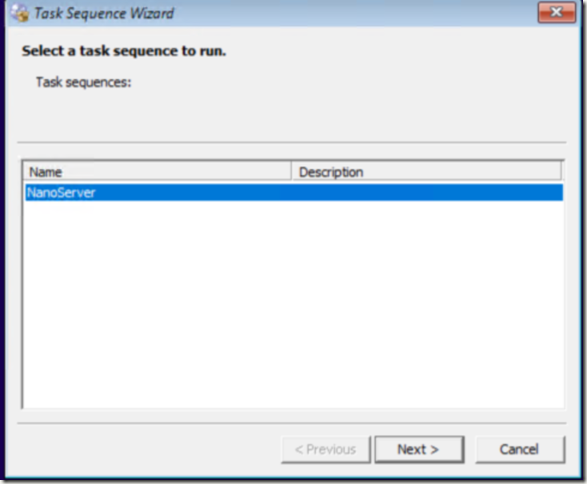 Task Sequence Wizard
Select a task sequence to run.
Task sequences:
Name Description
NanoServer
< Previous Next > Cancel